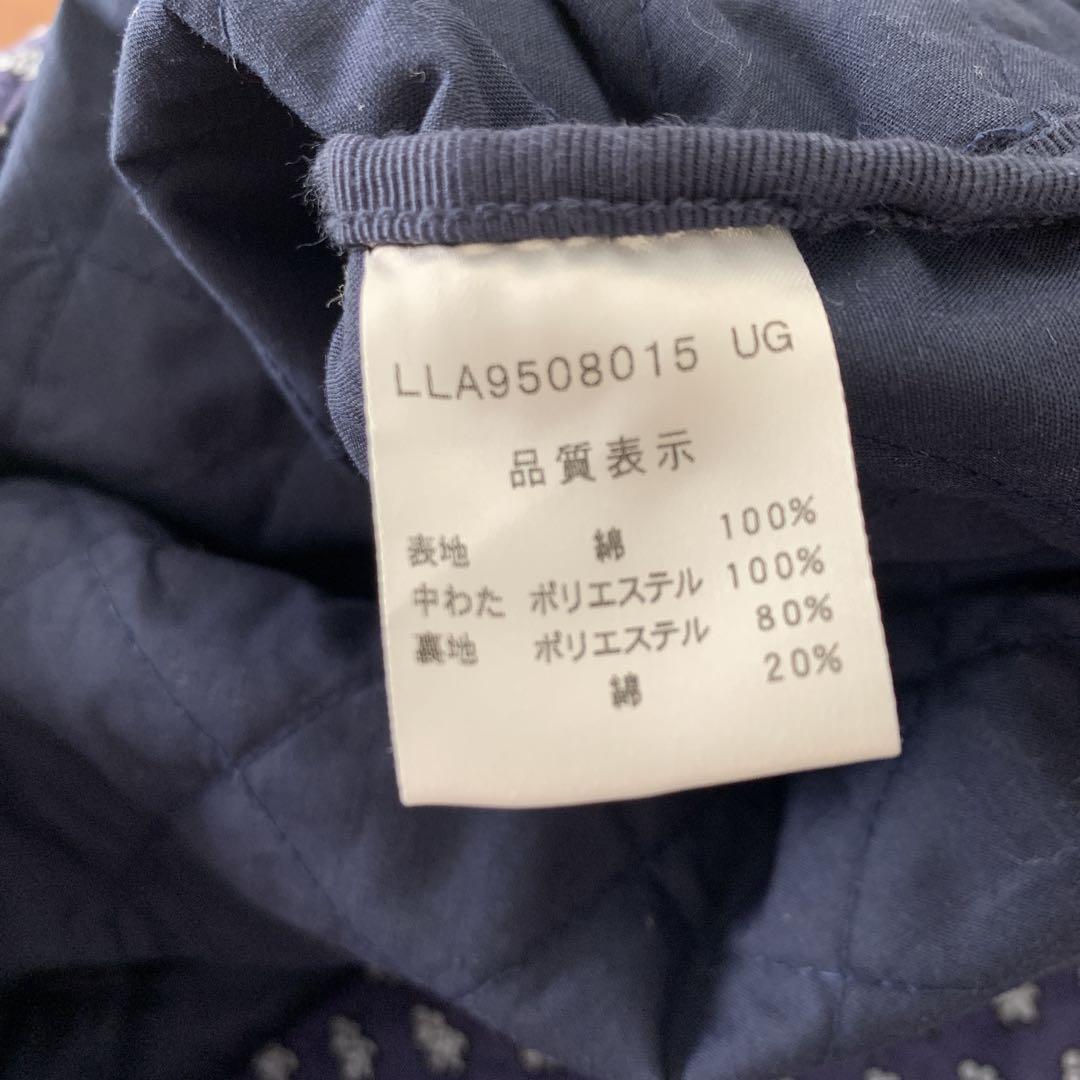 LLA9508015 UG
品質表示
表地 綿 100%
中わた ポリエステル 100%
裏地 ポリエステル 80%
綿 20%